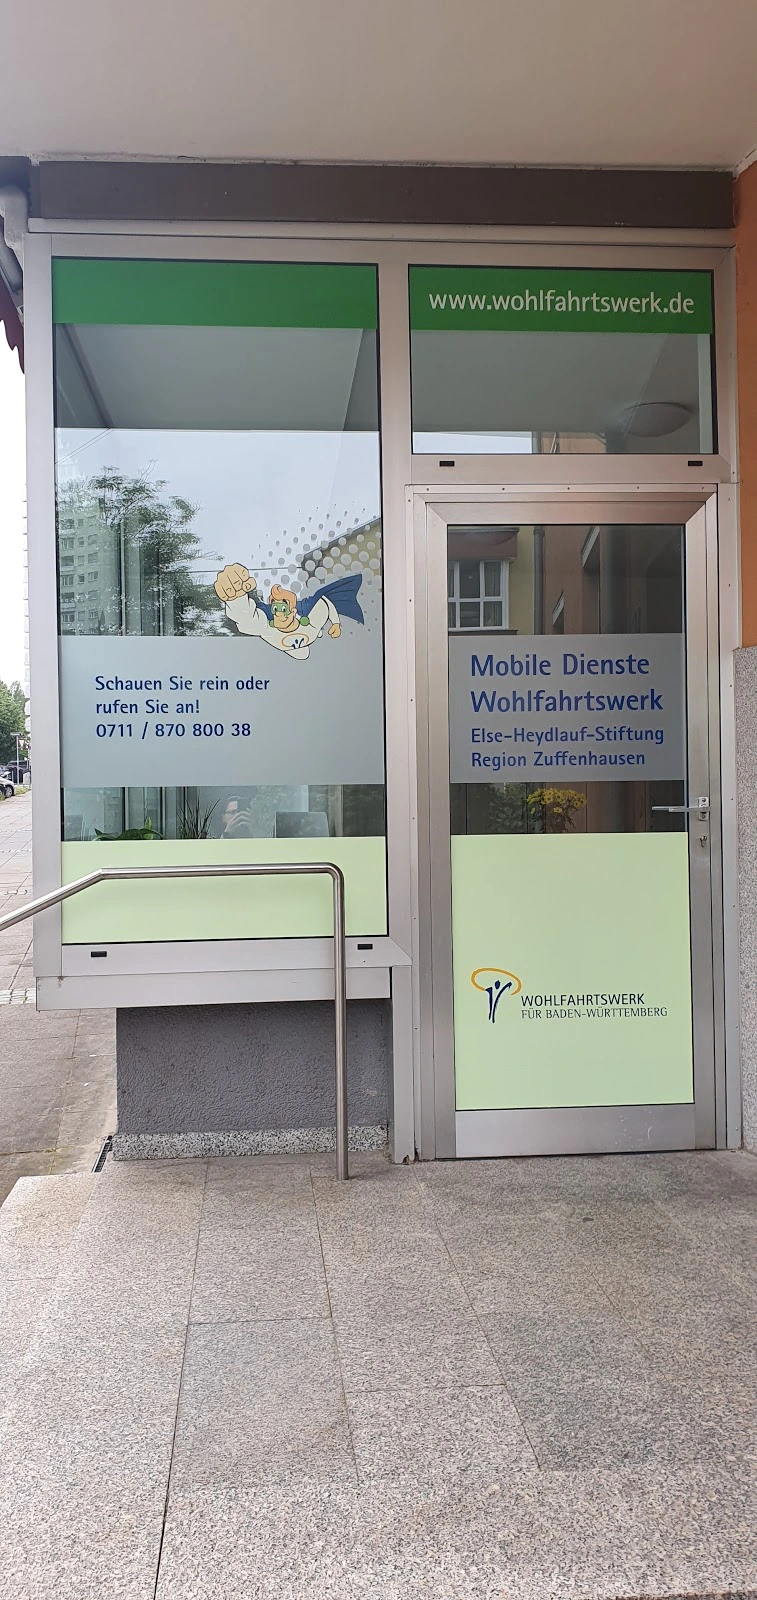 www.wohlfahrtswerk.de
Schauen Sie rein oder
rufen Sie an!
0711 / 870 800 38
Mobile Dienste
Wohlfahrtswerk
Else-Heydlauf-Stiftung
Region Zuffenhausen
WOHLFAHRTSWERK
FÜR BADEN-WÜRTTEMBERG